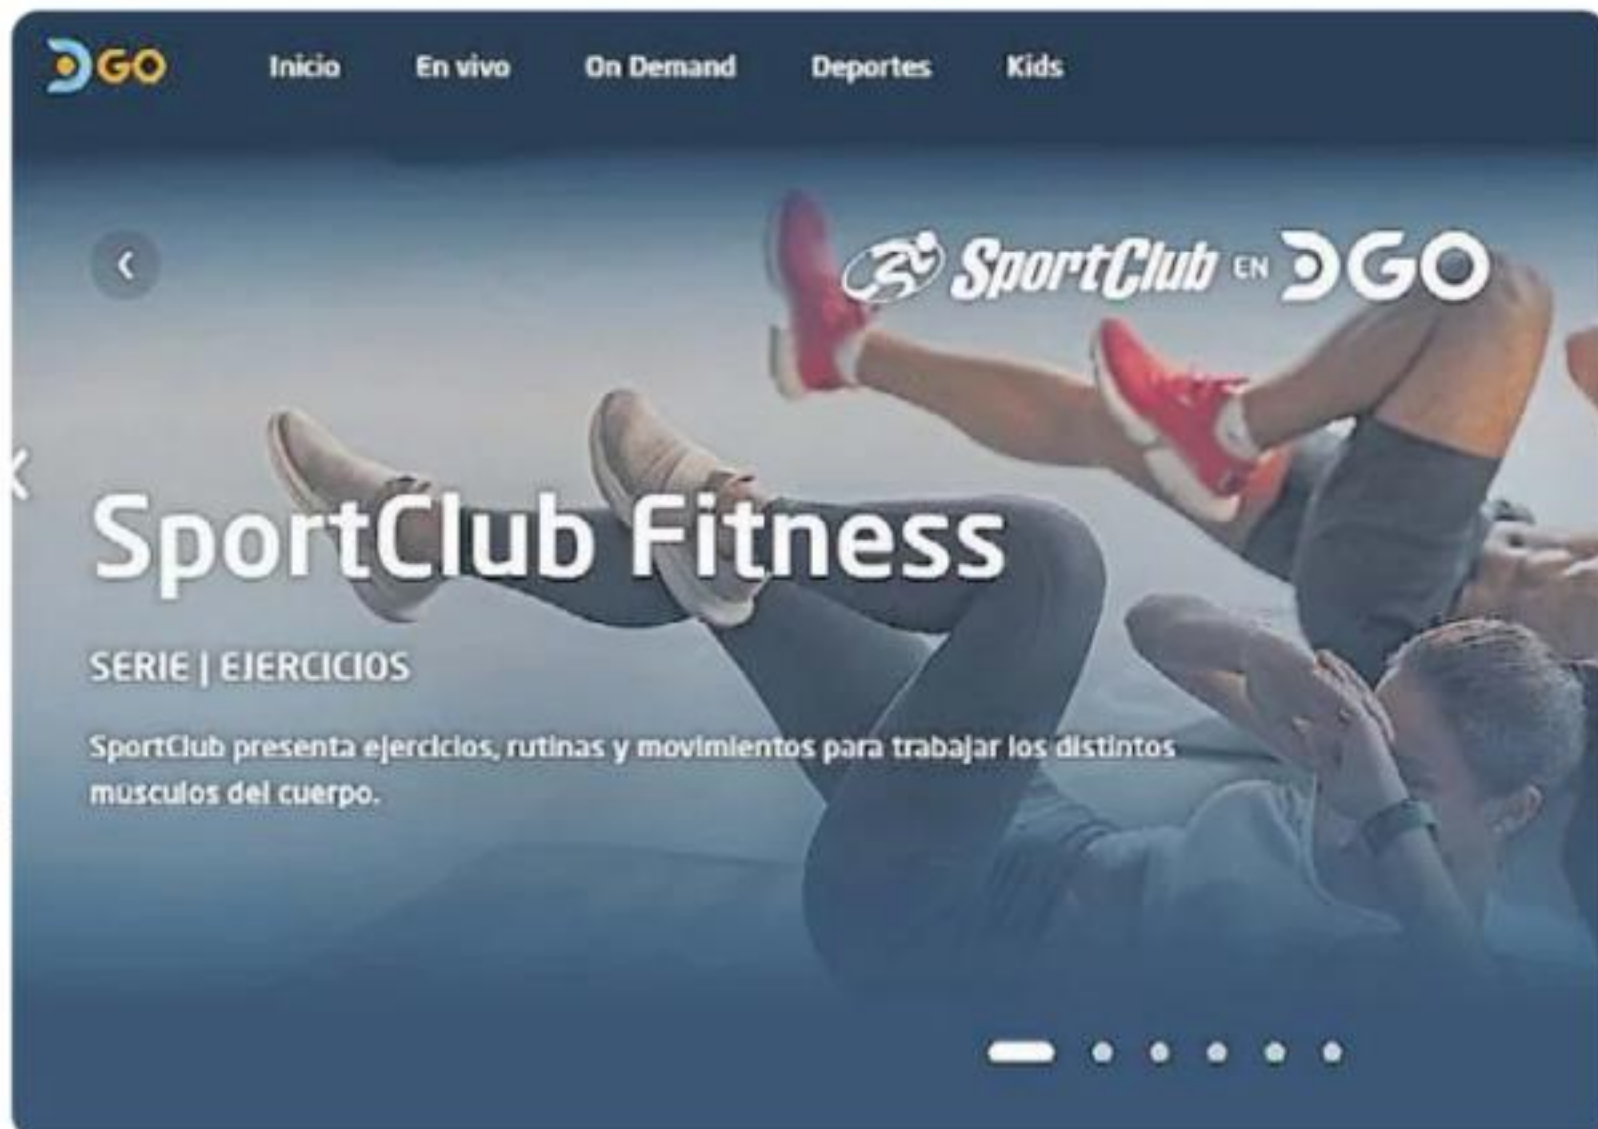 DGO
Inicio
En vivo
On Demand
Deportes
Kids
SportClub EN DGO
SportClub Fitness
SERIE | EJERCICIOS
SportClub presenta ejercicios, rutinas y movimientos para trabajar los distintos
músculos del cuerpo.